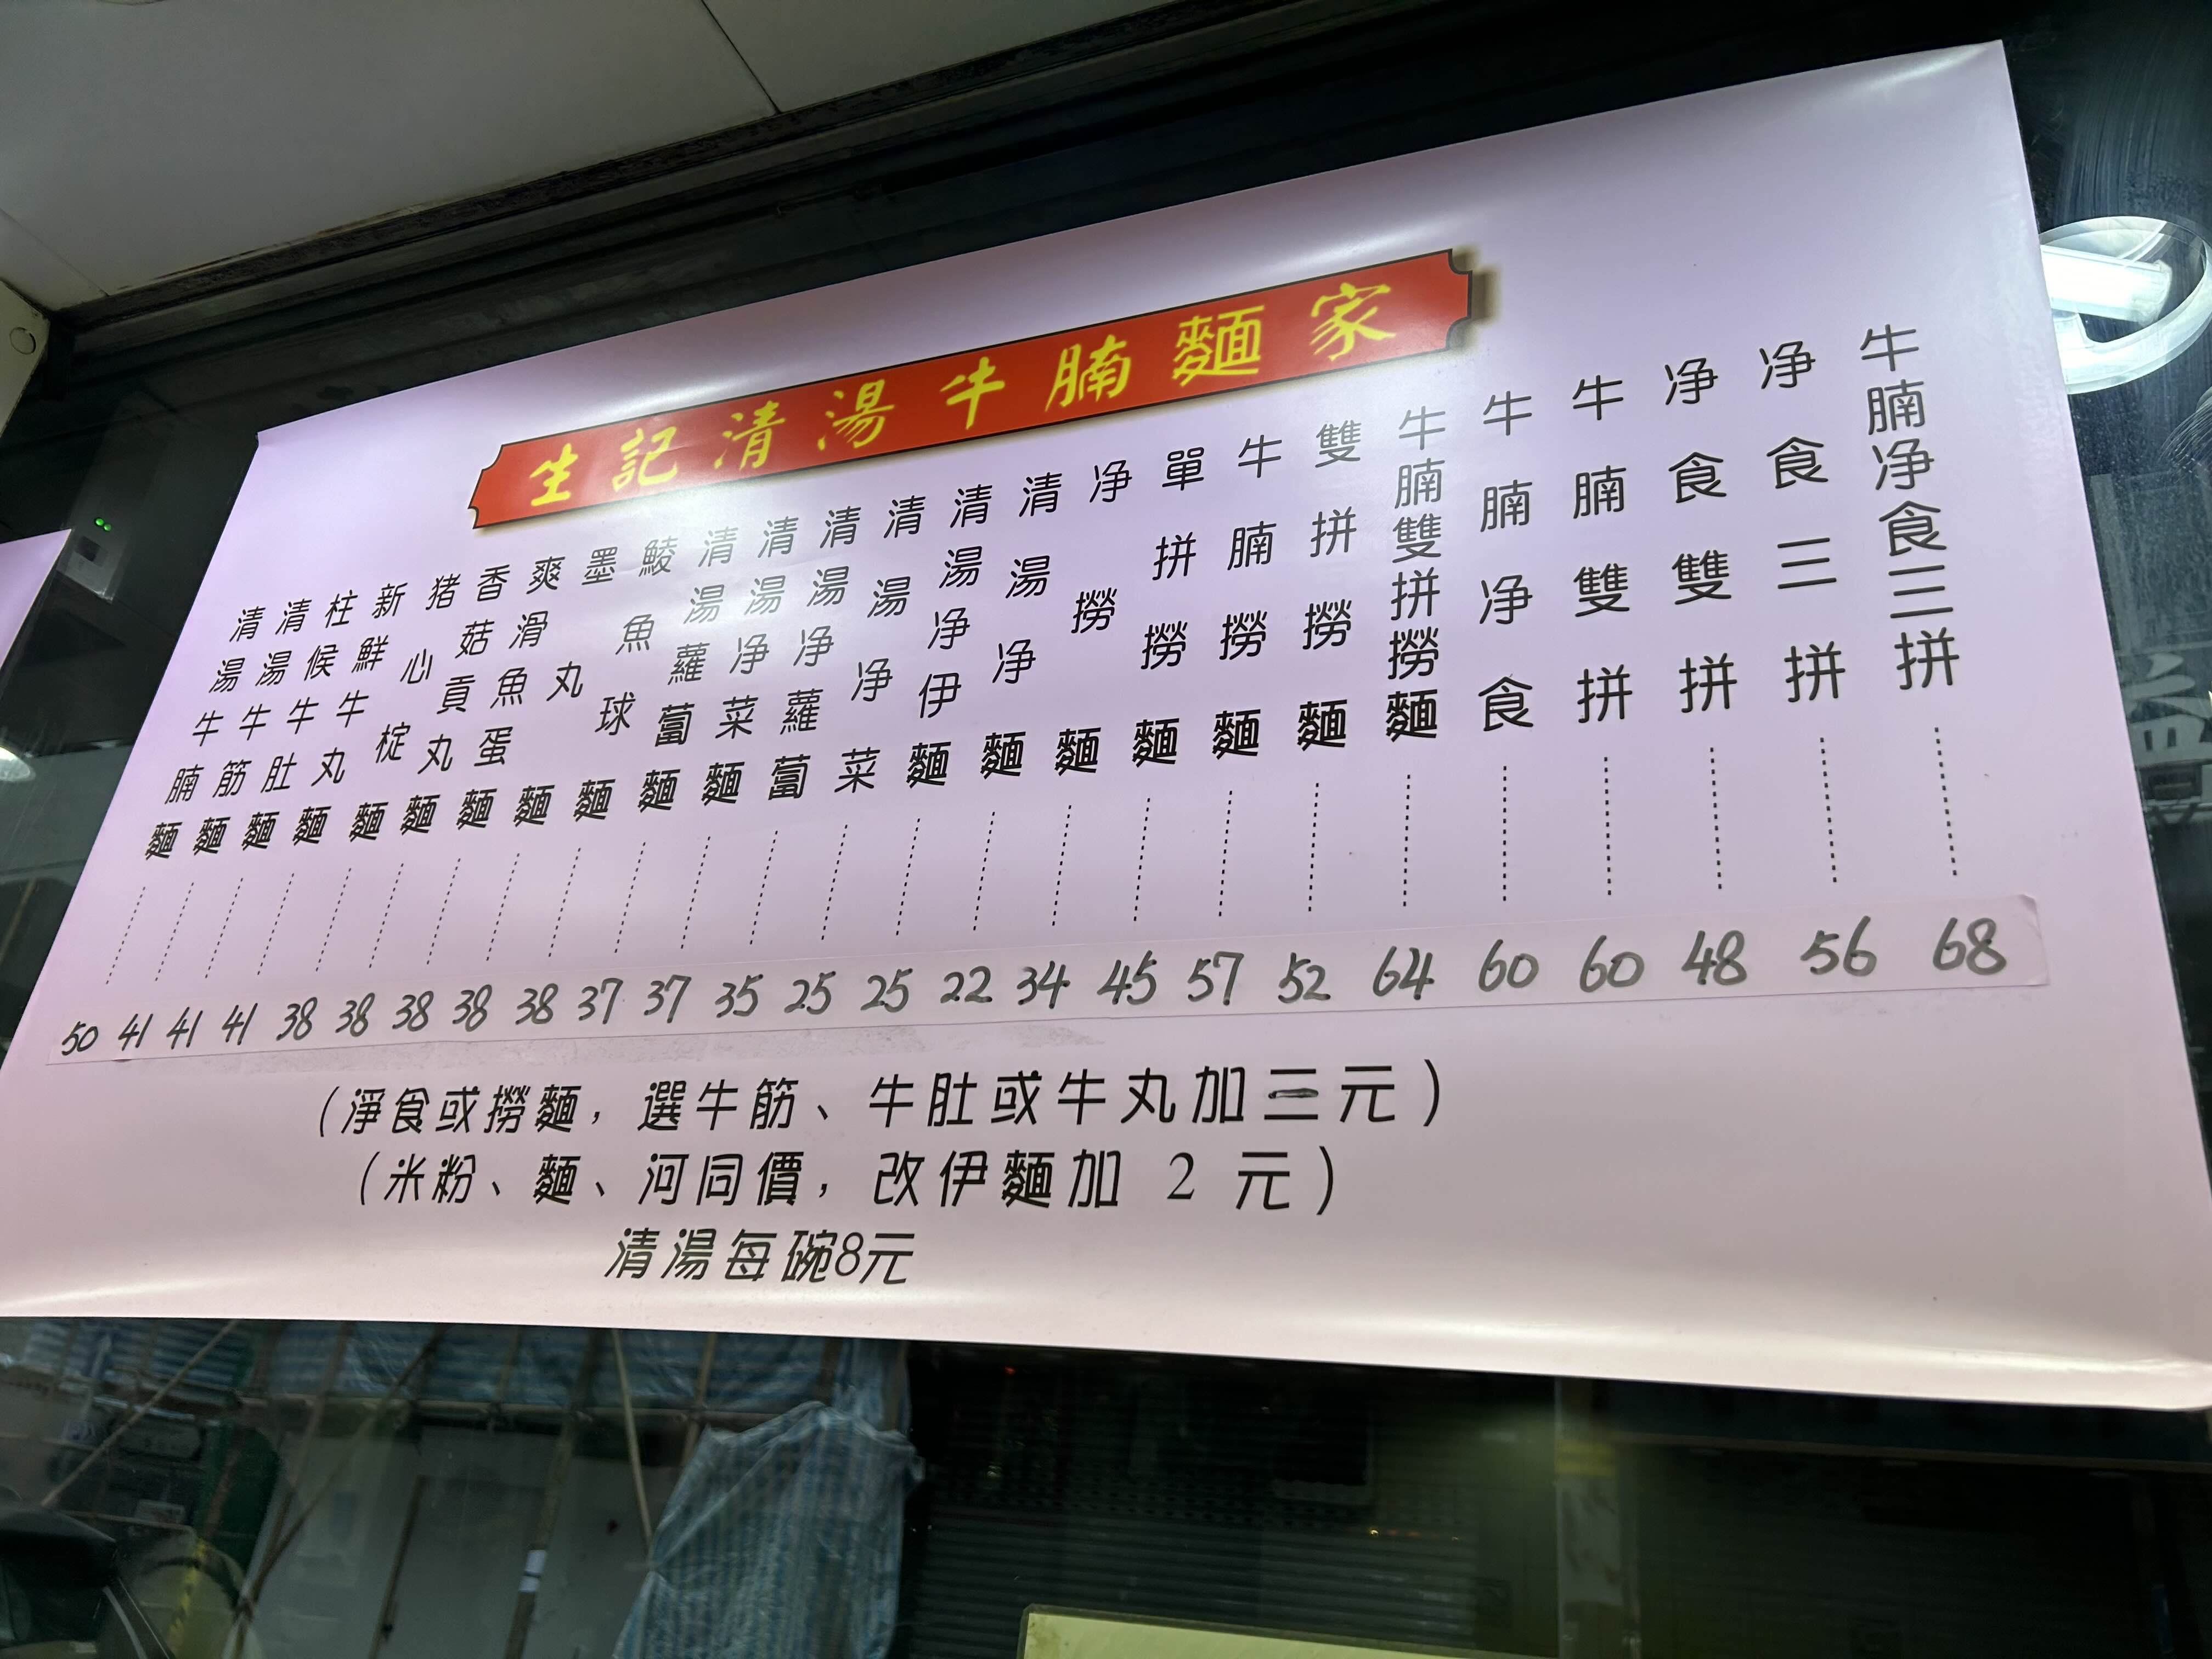 生記清湯牛腩麵家
清湯牛腩麵 50
清湯牛筋麵 41
柱候牛肚麵 41
新鮮牛丸麵 41
猪心椗麵 38
香菇貢丸麵 38
爽滑魚蛋麵 38
墨丸麵 38
鯪魚球麵 38
清湯蘿蔔麵 37
清湯净菜麵 37
清湯净蘿蔔 35
清湯净菜 25
清湯净伊麵 25
清湯净麵 22
净撈麵 34
單拼撈麵 45
牛腩撈麵 57
雙拼撈麵 52
牛腩雙拼撈麵 64
牛腩净食 60
牛腩雙拼 60
净食雙拼 48
净食三拼 56
牛腩净食三拼 68
（淨食或撈麵，選牛筋、牛肚或牛丸加三元）
（米粉、麵、河同價，改伊麵加 2 元）
清湯每碗8元